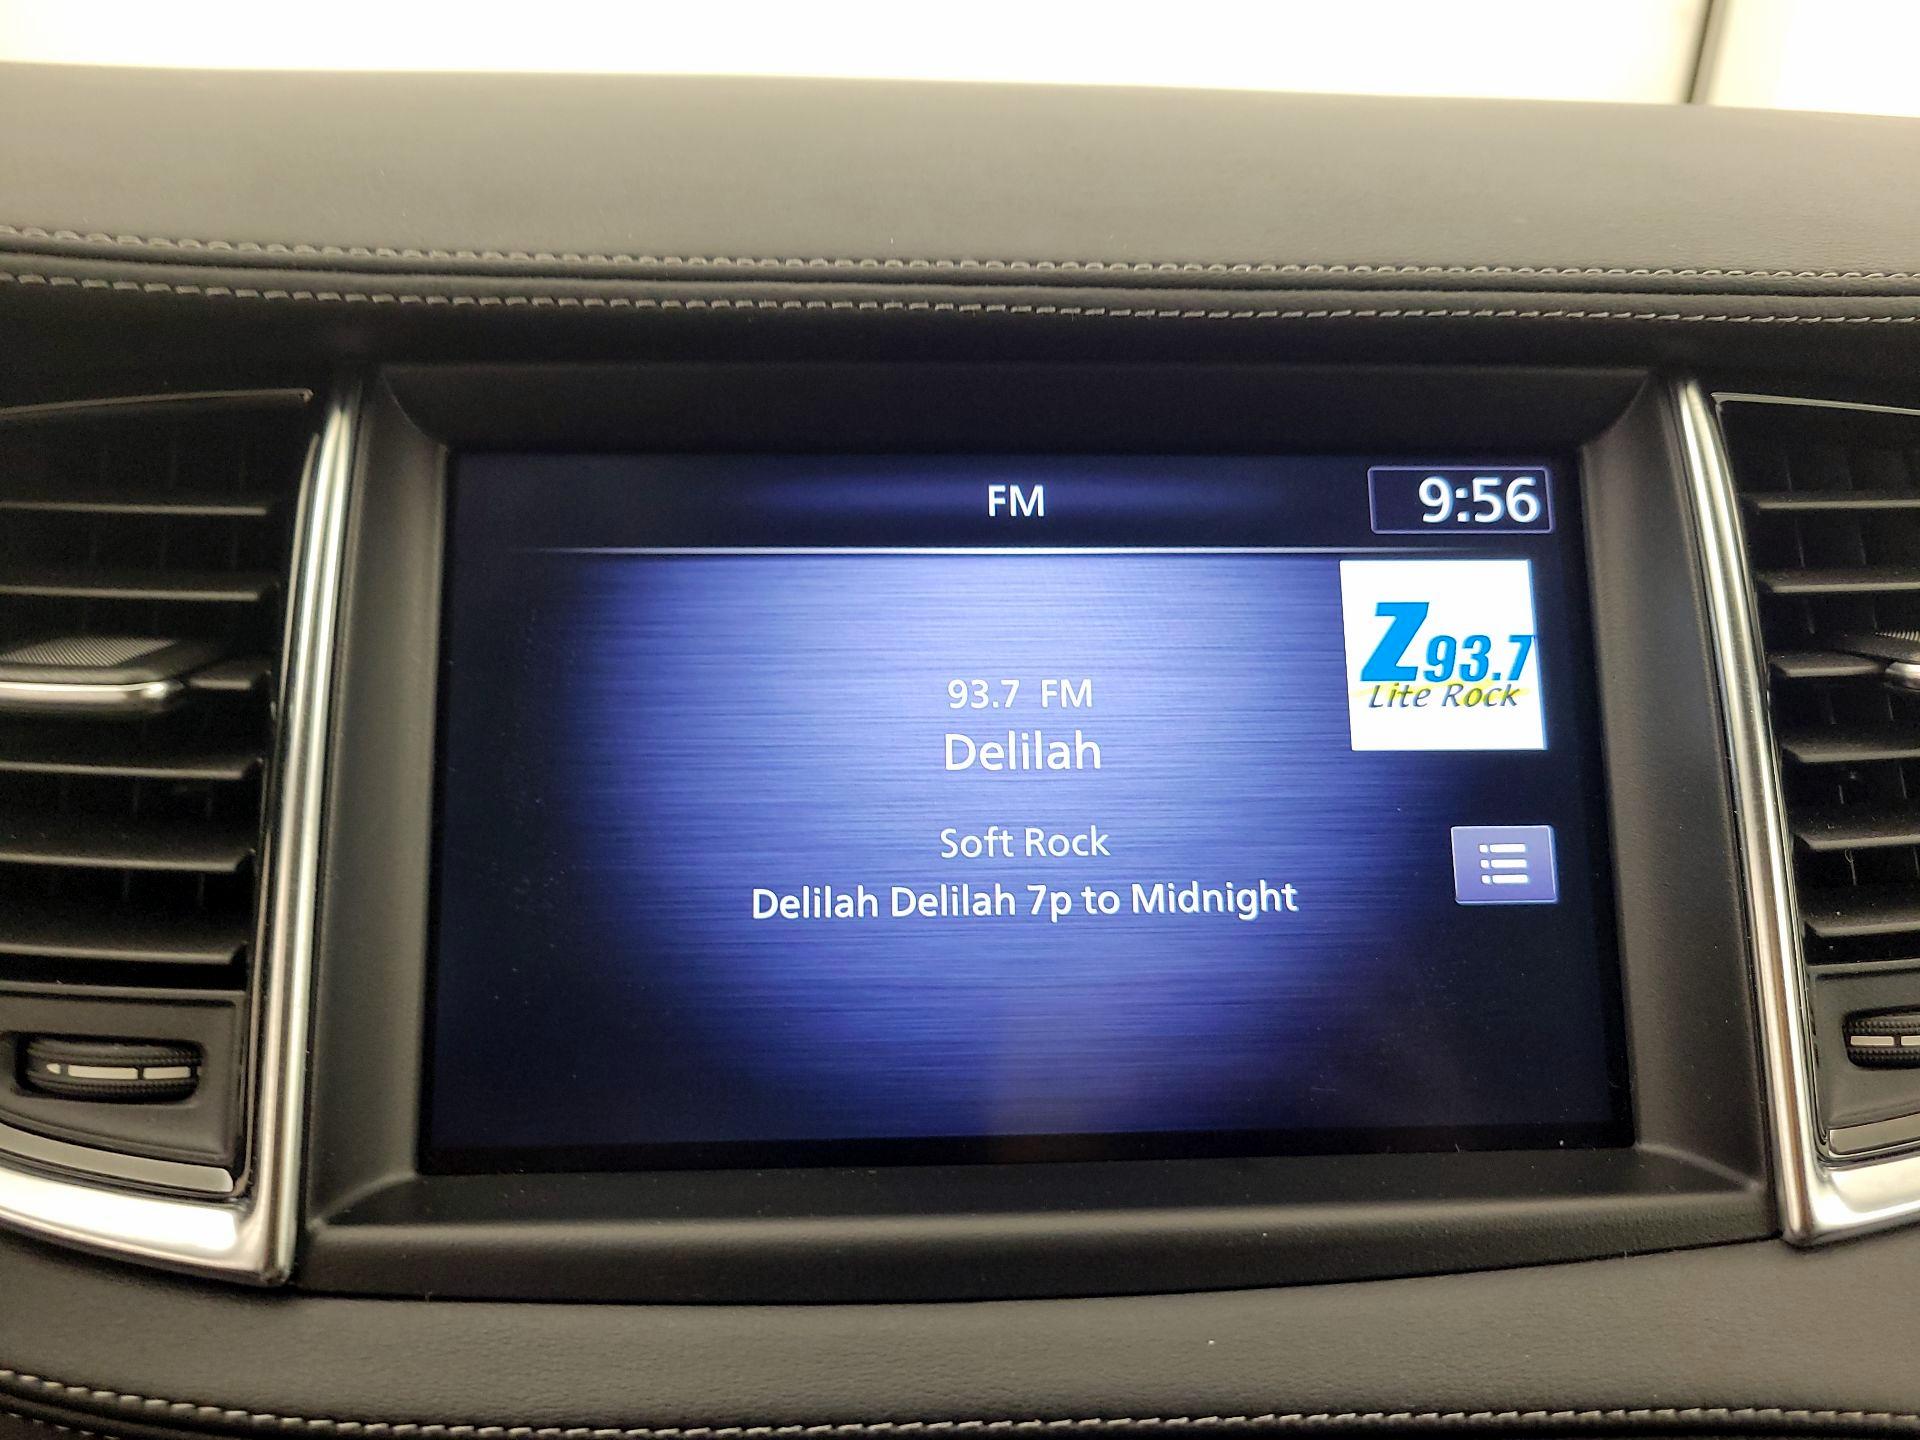 FM
9:56
Z93.7
Lite Rock
93.7 FM
Delilah
Soft Rock
Delilah Delilah 7p to Midnight